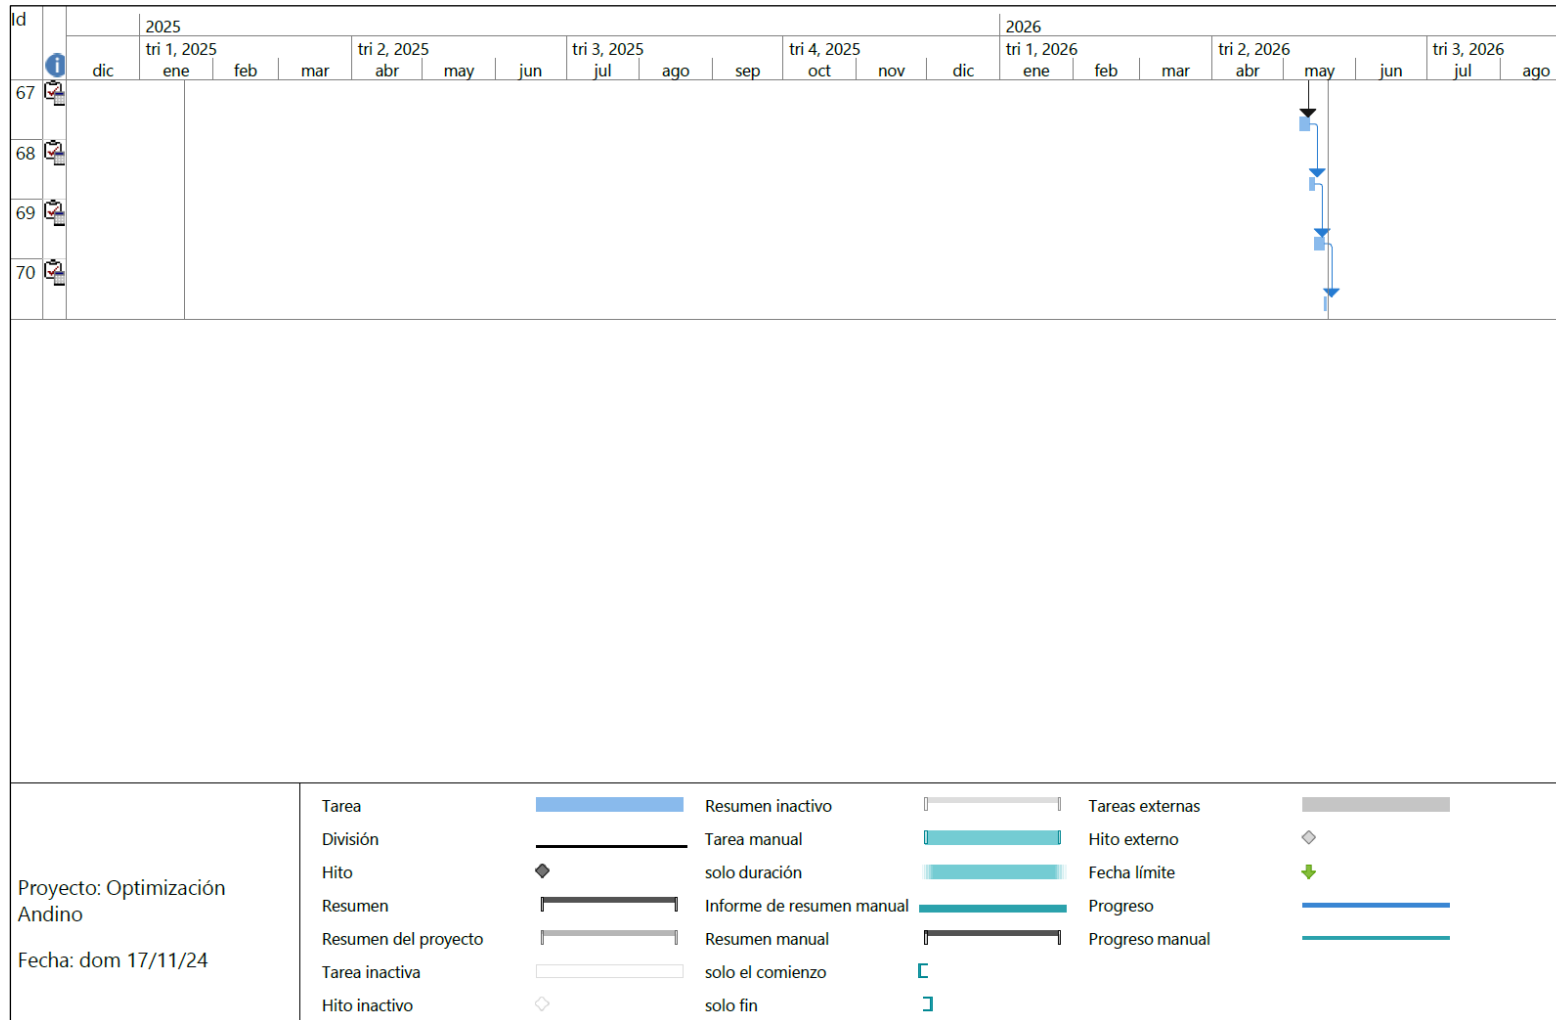 Id
2025
2026
tri 1, 2025
tri 2, 2025
tri 3, 2025
tri 4, 2025
tri 1, 2026
tri 2, 2026
tri 3, 2026
dic ene feb mar abr may jun jul ago sep oct nov dic ene feb mar abr may jun jul ago
67
68
69
70
Proyecto: Optimización
Andino
Fecha: dom 17/11/24
Tarea
División
Hito
Resumen
Resumen del proyecto
Tarea inactiva
Hito inactivo
Resumen inactivo
Tarea manual
solo duración
Informe de resumen manual
Resumen manual
solo el comienzo
solo fin
Tareas externas
Hito externo
Fecha límite
Progreso
Progreso manual